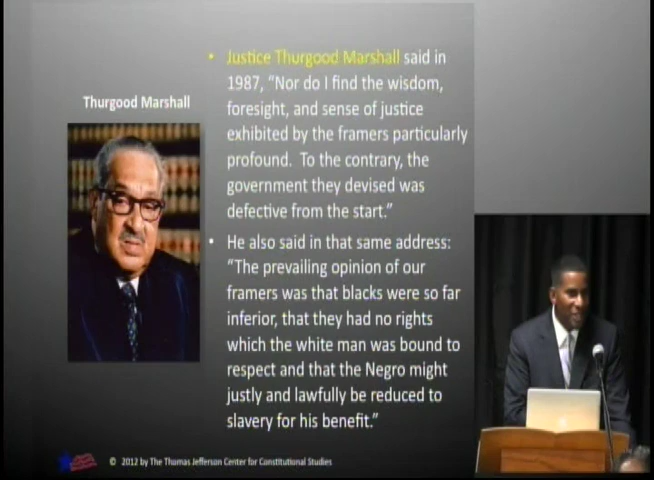 Thurgood Marshall
• Justice Thurgood Marshall said in
1987, “Nor do I find the wisdom,
foresight, and sense of justice
exhibited by the framers particularly
profound. To the contrary, the
government they devised was
defective from the start.”
• He also said in that same address:
“The prevailing opinion of our
framers was that blacks were so far
inferior, that they had no rights
which the white man was bound to
respect and that the Negro might
justly and lawfully be reduced to
slavery for his benefit.”
© 2012 by The Thomas Jefferson Center for Constitutional Studies